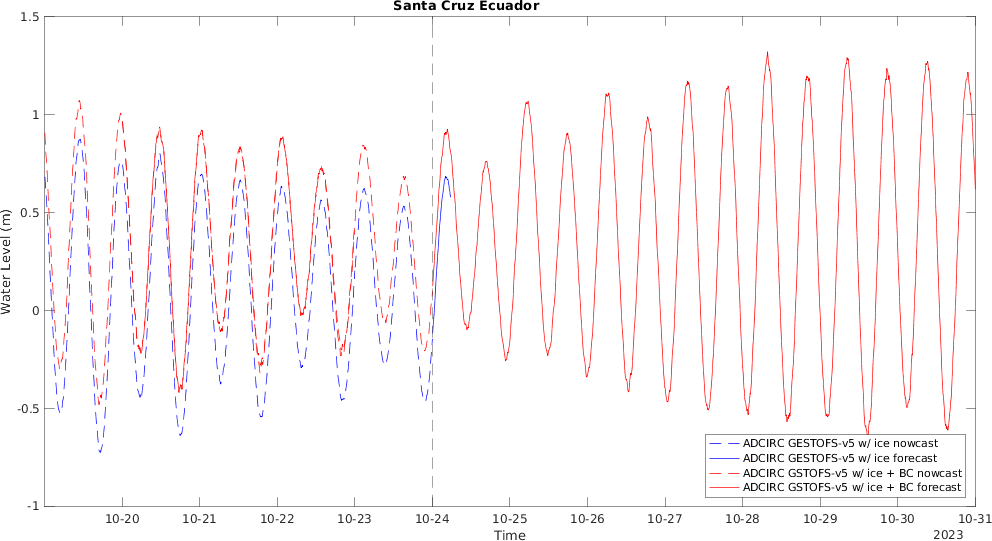 Santa Cruz Ecuador
1.5
1
0.5
0
-0.5
-1
Water Level (m)
10-20 10-21 10-22 10-23 10-24 10-25 10-26 10-27 10-28 10-29 10-30 10-31
Time
2023
ADCIRC GESTOFS-v5 w/ ice nowcast
ADCIRC GESTOFS-v5 w/ ice forecast
ADCIRC GSTOFS-v5 w/ ice + BC nowcast
ADCIRC GSTOFS-v5 w/ ice + BC forecast